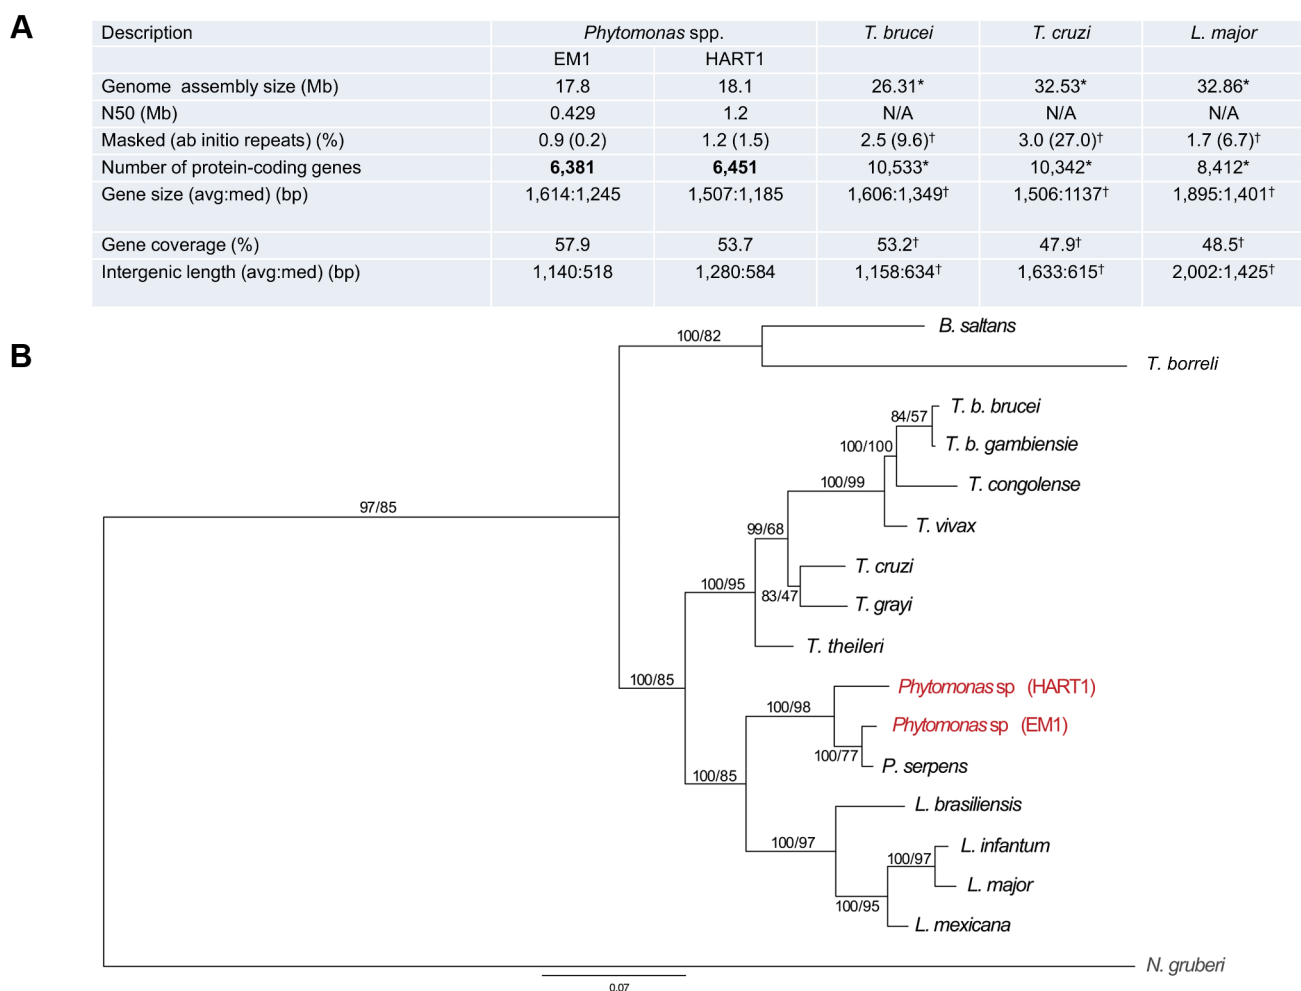 A
Description Phytomonas spp. T. brucei T. cruzi L. major
EM1 HART1
Genome assembly size (Mb) 17.8 18.1 26.31* 32.53* 32.86*
N50 (Mb) 0.429 1.2 N/A N/A N/A
Masked (ab initio repeats) (%) 0.9 (0.2) 1.2 (1.5) 2.5 (9.6)† 3.0 (27.0)† 1.7 (6.7)†
Number of protein-coding genes 6,381 6,451 10,533* 10,342* 8,412*
Gene size (avg:med) (bp) 1,614:1,245 1,507:1,185 1,606:1,349† 1,506:1137† 1,895:1,401†
Gene coverage (%) 57.9 53.7 53.2† 47.9† 48.5†
Intergenic length (avg:med) (bp) 1,140:518 1,280:584 1,158:634† 1,633:615† 2,002:1,425†
B
100/82
B. saltans
T. borreli
84/57
T. b. brucei
100/100
T. b. gambiensie
100/99
T. congolense
97/85
T. vivax
99/68
T. cruzi
100/95
83/47
T. grayi
T. theileri
100/85
Phytomonas sp (HART1)
100/98
Phytomonas sp (EM1)
100/77
P. serpens
100/85
L. brasiliensis
100/97
L. infantum
100/97
L. major
100/95
L. mexicana
N. gruberi
0.07